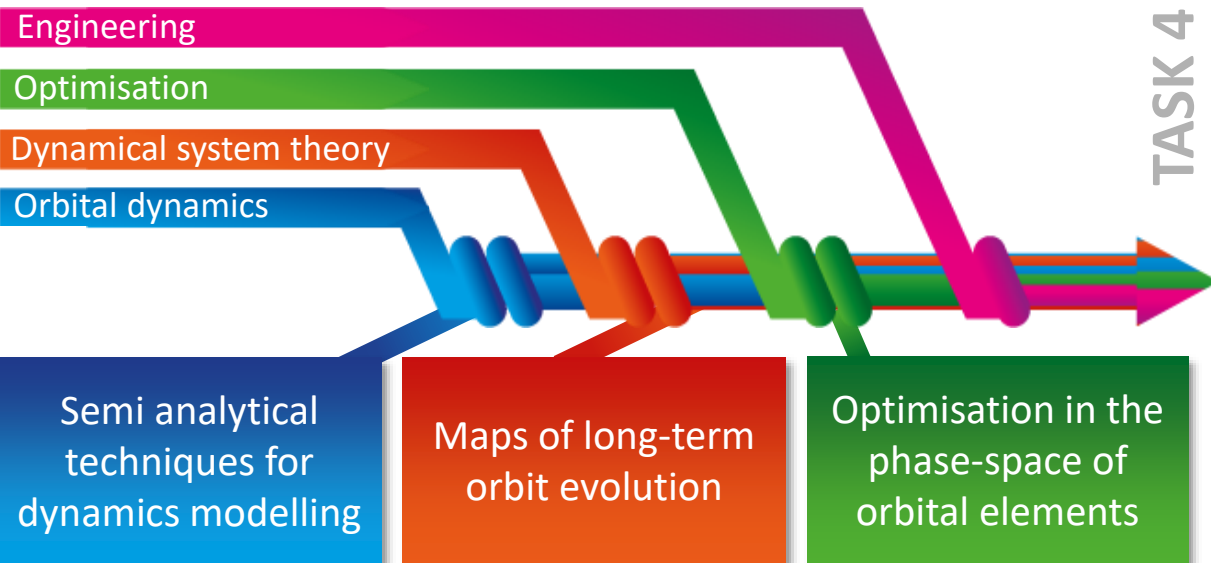 Engineering
Optimisation
Dynamical system theory
Orbital dynamics
TASK 4
Semi analytical
techniques for
dynamics modelling
Maps of long-term
orbit evolution
Optimisation in the
phase-space of
orbital elements